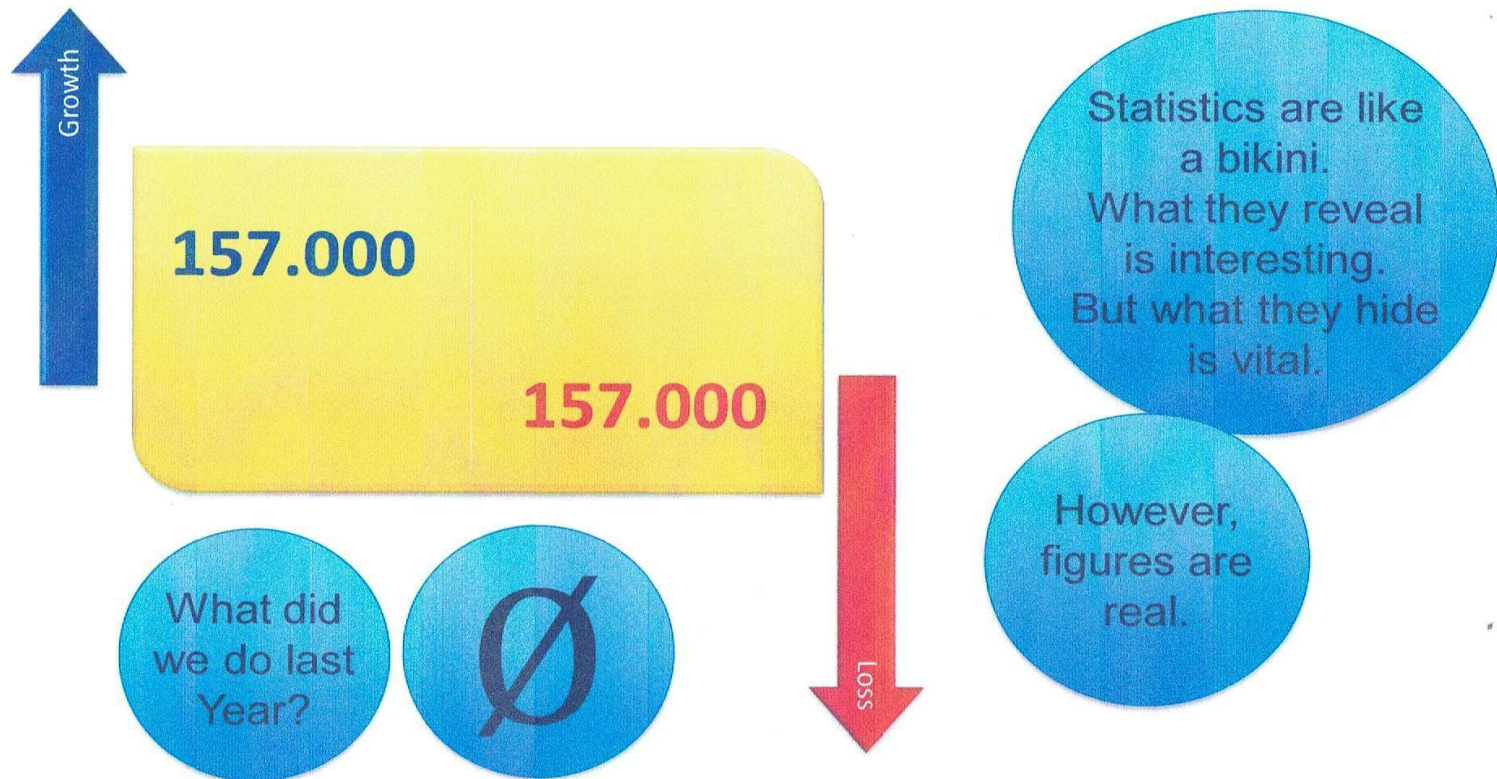 Growth
157.000
157.000
Loss
What did
we do last
Year?
Ø
Statistics are like
a bikini.
What they reveal
is interesting.
But what they hide
is vital.
However,
figures are
real.